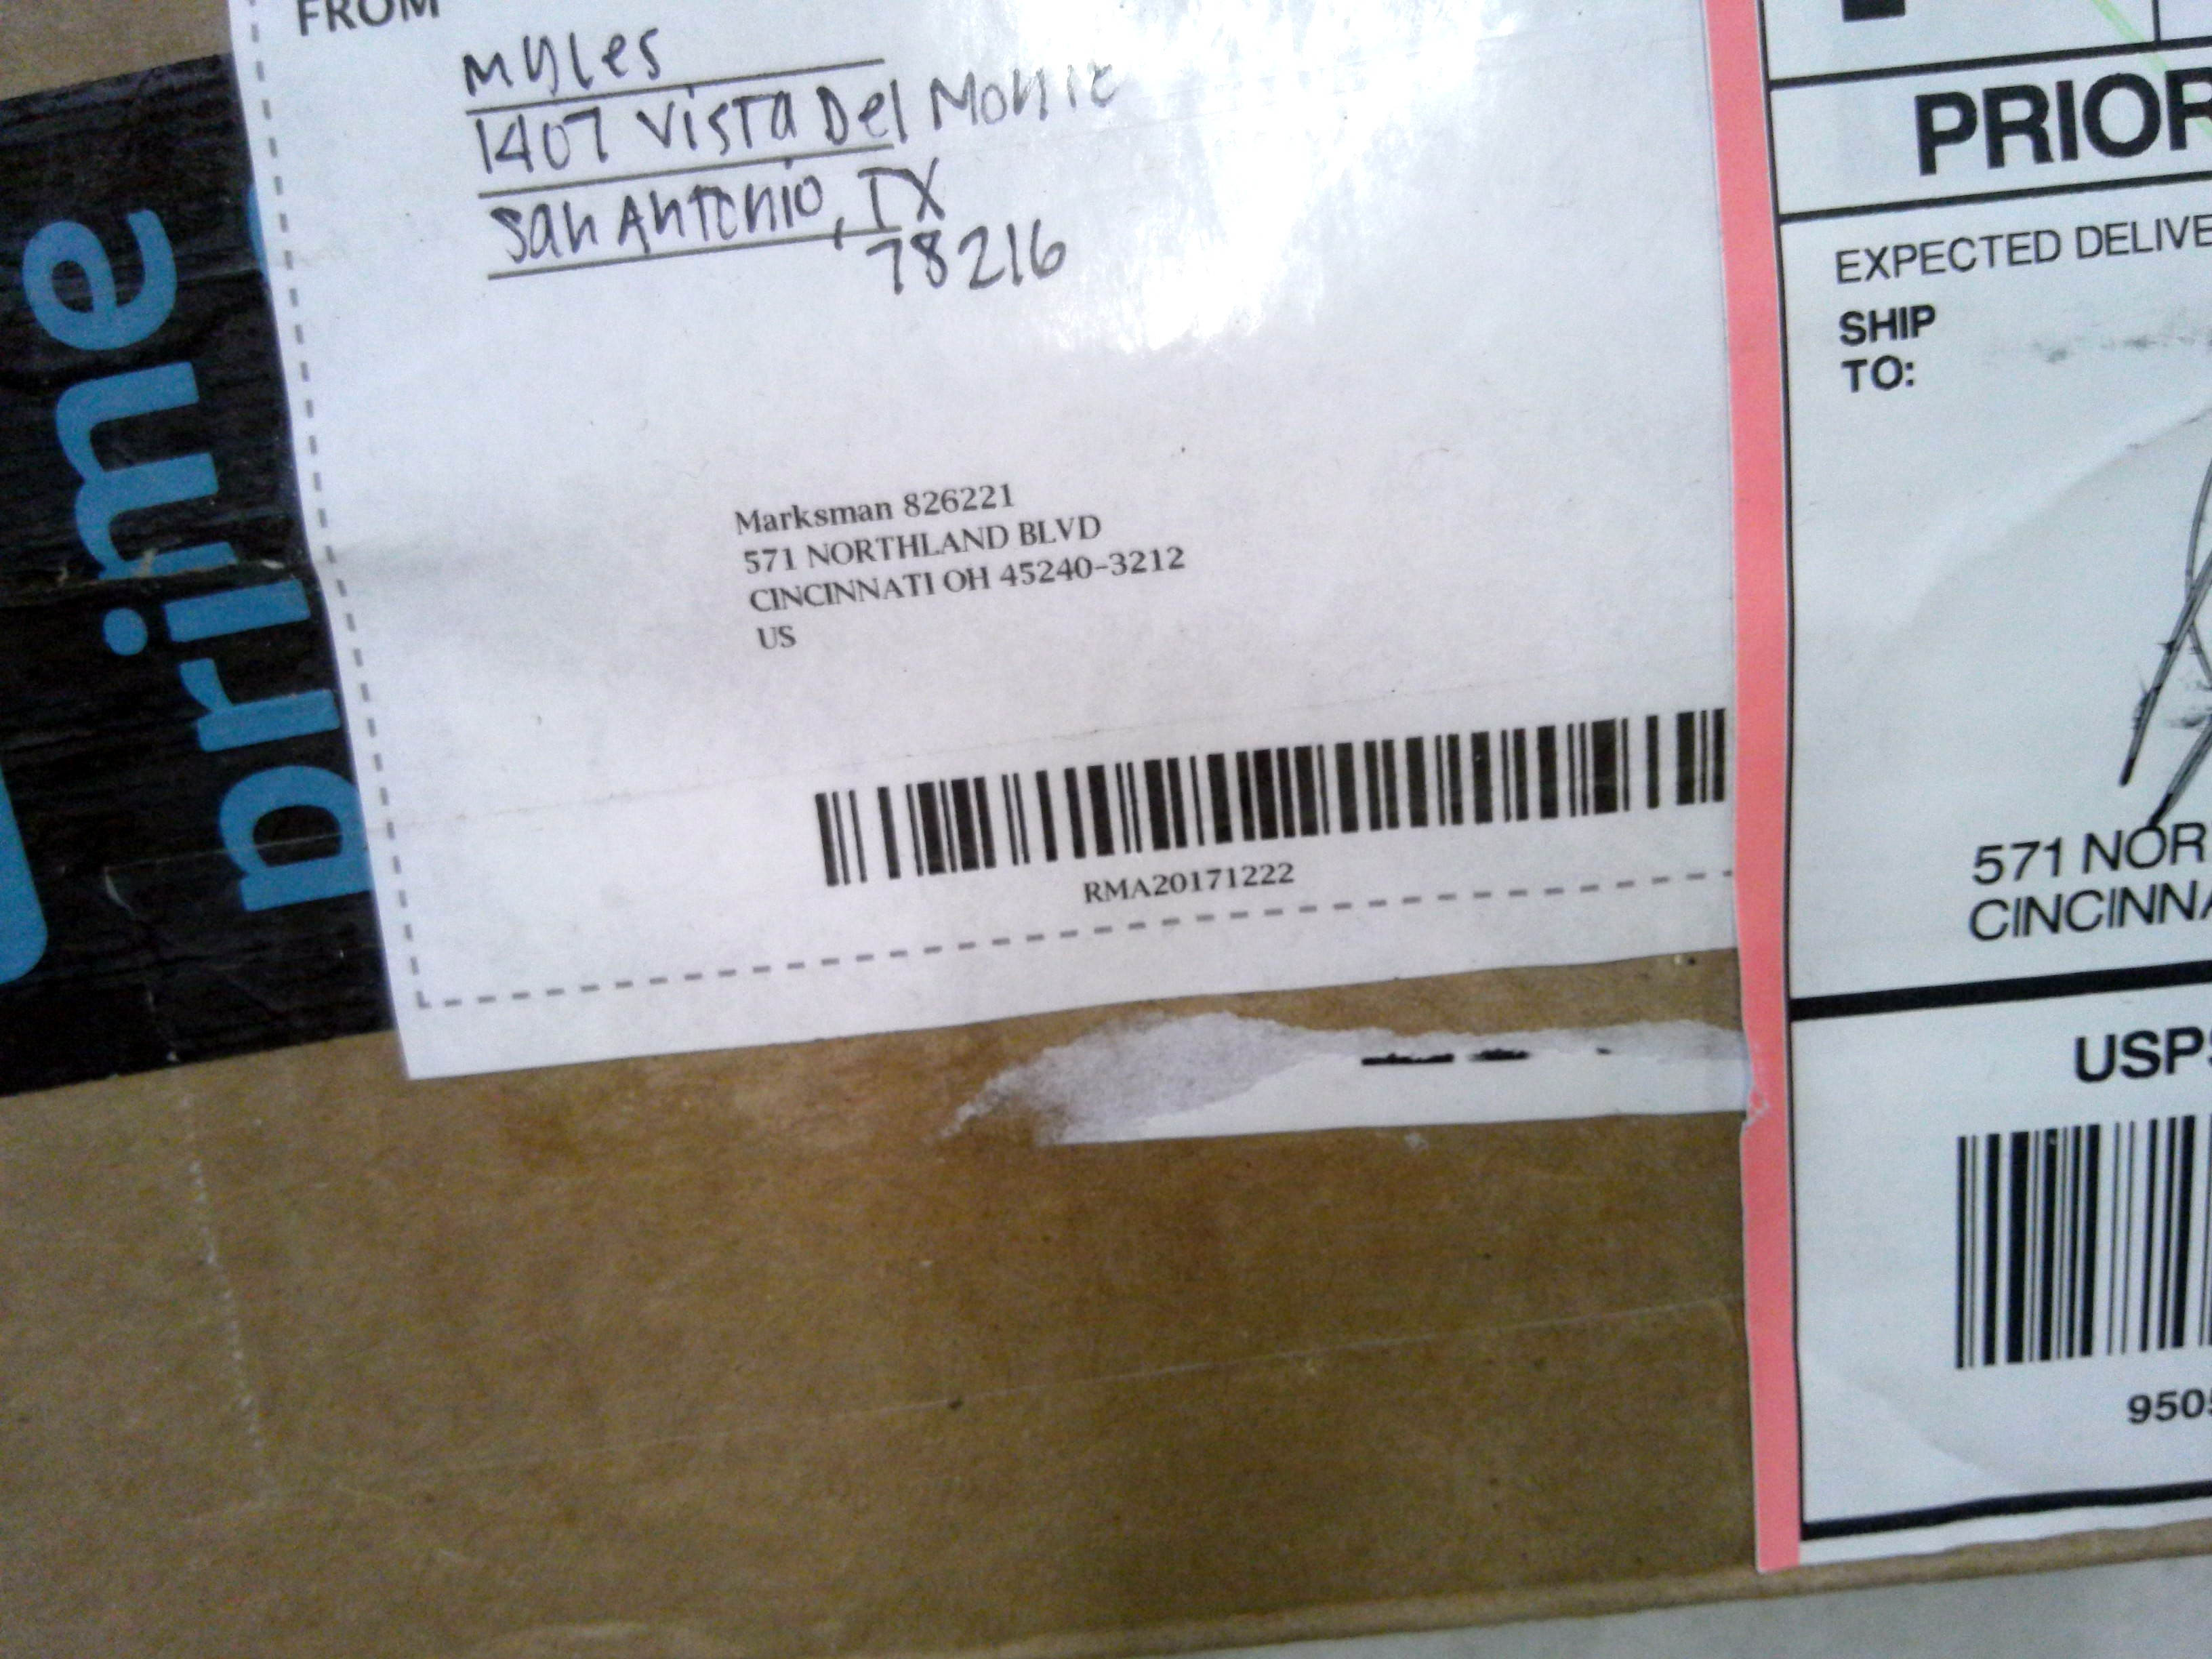 FROM
Myles
1407 Vista Del Monte
San Antonio, TX
78216
Marksman 826221
571 NORTHLAND BLVD
CINCINNATI OH 45240-3212
US
RMA20171222
prime
PRIOR
EXPECTED DELIVE
SHIP
TO:
571 NOR
CINCINNA
USPS
950